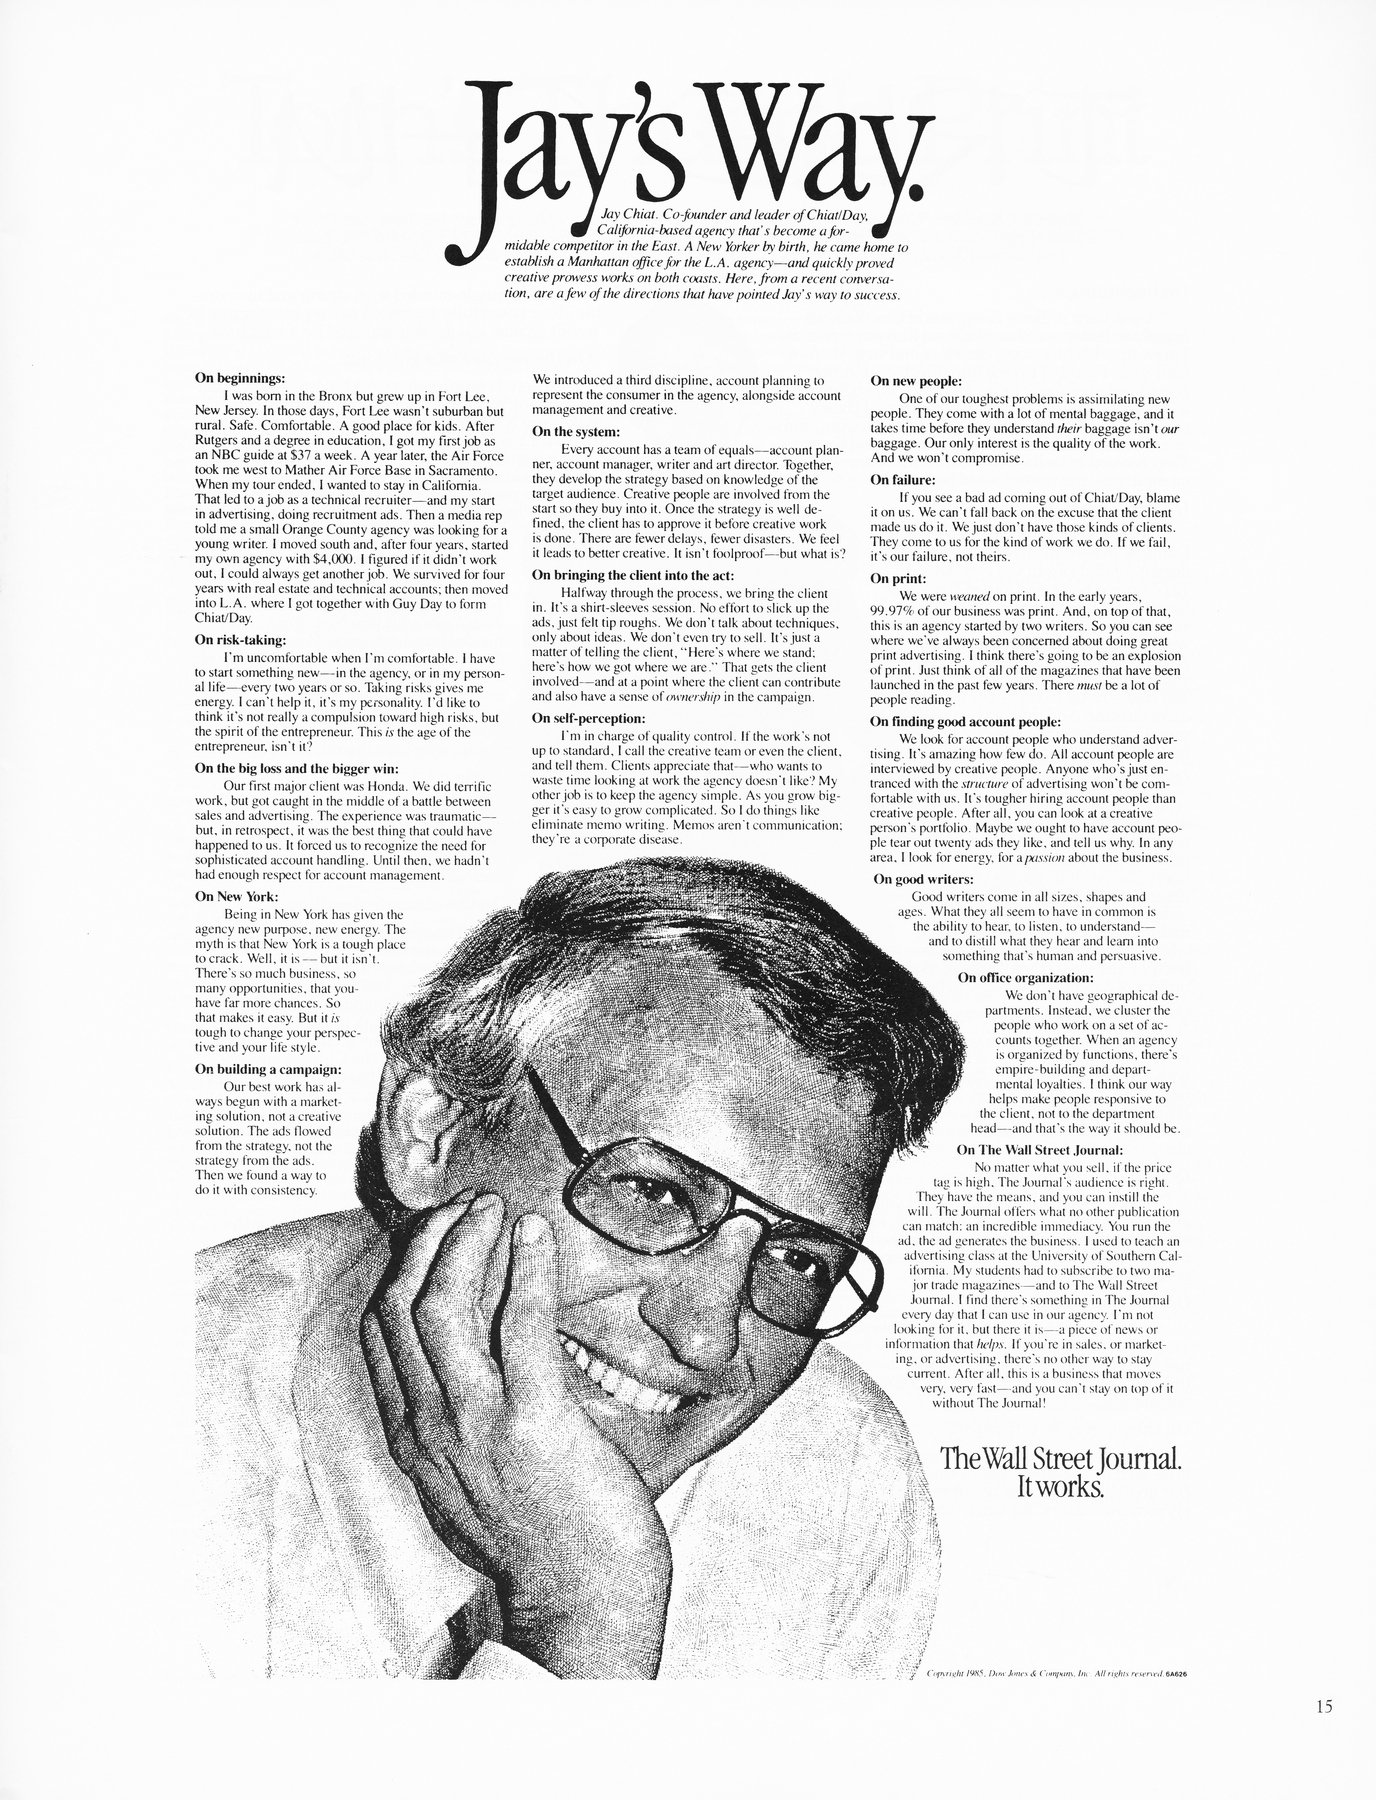 Jay's Way.
Jay Chiat. Co-founder and leader of Chiat/Day,
California-based agency that's become a for-
midable competitor in the East. A New Yorker by birth, he came home to
establish a Manhattan office for the L.A. agency—and quickly proved
creative prowess works on both coasts. Here, from a recent conversa-
tion, are a few of the directions that have pointed Jay's way to success.
On beginnings:
I was born in the Bronx but grew up in Fort Lee,
New Jersey. In those days, Fort Lee wasn't suburban but
rural. Safe. Comfortable. A good place for kids. After
Rutgers and a degree in education, I got my first job as
an NBC guide at $37 a week. A year later, the Air Force
took me west to Mather Air Force Base in Sacramento.
When my tour ended, I wanted to stay in California.
That led to a job as a technical recruiter—and my start
in advertising, doing recruitment ads. Then a media rep
told me a small Orange County agency was looking for a
young writer. I moved south and, after four years, started
my own agency with $4,000. I figured if it didn't work
out, I could always get another job. We survived for four
years with real estate and technical accounts; then moved
into L.A. where I got together with Guy Day to form
Chiat/Day.
On risk-taking:
I'm uncomfortable when I'm comfortable. I have
to start something new—in the agency, or in my person-
al life—every two years or so. Taking risks gives me
energy. I can't help it, it's my personality. I'd like to
think it's not really a compulsion toward high risks, but
the spirit of the entrepreneur. This is the age of the
entrepreneur, isn't it?
On the big loss and the bigger win:
Our first major client was Honda. We did terrific
work, but got caught in the middle of a battle between
sales and advertising. The experience was traumatic—
but, in retrospect, it was the best thing that could have
happened to us. It forced us to recognize the need for
sophisticated account handling. Until then, we hadn't
had enough respect for account management.
On New York:
Being in New York has given the
agency new purpose, new energy. The
myth is that New York is a tough place
to crack. Well, it is — but it isn't.
There's so much business, so
many opportunities, that you-
have far more chances. So
that makes it easy. But it is
tough to change your perspec-
tive and your life style.
On building a campaign:
Our best work has al-
ways begun with a market-
ing solution, not a creative
solution. The ads flowed
from the strategy, not the
strategy from the ads.
Then we found a way to
do it with consistency.
We introduced a third discipline, account planning to
represent the consumer in the agency, alongside account
management and creative.
On the system:
Every account has a team of equals—account plan-
ner, account manager, writer and art director. Together,
they develop the strategy based on knowledge of the
target audience. Creative people are involved from the
start so they buy into it. Once the strategy is well de-
fined, the client has to approve it before creative work
is done. There are fewer delays, fewer disasters. We feel
it leads to better creative. It isn't foolproof—but what is?
On bringing the client into the act:
Halfway through the process, we bring the client
in. It's a shirt-sleeves session. No effort to slick up the
ads, just felt tip roughs. We don't talk about techniques,
only about ideas. We don't even try to sell. It's just a
matter of telling the client, "Here's where we stand;
here's how we got where we are." That gets the client
involved—and at a point where the client can contribute
and also have a sense of ownership in the campaign.
On self-perception:
I'm in charge of quality control. If the work's not
up to standard, I call the creative team or even the client,
and tell them. Clients appreciate that—who wants to
waste time looking at work the agency doesn't like? My
other job is to keep the agency simple. As you grow big-
ger it's easy to grow complicated. So I do things like
eliminate memo writing. Memos aren't communication;
they're a corporate disease.
On new people:
One of our toughest problems is assimilating new
people. They come with a lot of mental baggage, and it
takes time before they understand their baggage isn't our
baggage. Our only interest is the quality of the work.
And we won't compromise.
On failure:
If you see a bad ad coming out of Chiat/Day, blame
it on us. We can't fall back on the excuse that the client
made us do it. We just don't have those kinds of clients.
They come to us for the kind of work we do. If we fail,
it's our failure, not theirs.
On print:
We were weaned on print. In the early years,
99.97% of our business was print. And, on top of that,
this is an agency started by two writers. So you can see
where we've always been concerned about doing great
print advertising. I think there's going to be an explosion
of print. Just think of all of the magazines that have been
launched in the past few years. There must be a lot of
people reading.
On finding good account people:
We look for account people who understand adver-
tising. It's amazing how few do. All account people are
interviewed by creative people. Anyone who's just en-
tranced with the structure of advertising won't be com-
fortable with us. It's tougher hiring account people than
creative people. After all, you can look at a creative
person's portfolio. Maybe we ought to have account peo-
ple tear out twenty ads they like, and tell us why. In any
area, I look for energy, for a passion about the business.
On good writers:
Good writers come in all sizes, shapes and
ages. What they all seem to have in common is
the ability to hear, to listen, to understand—
and to distill what they hear and learn into
something that's human and persuasive.
On office organization:
We don't have geographical de-
partments. Instead, we cluster the
people who work on a set of ac-
counts together. When an agency
is organized by functions, there's
empire-building and depart-
mental loyalties. I think our way
helps make people responsive to
the client, not to the department
head—and that's the way it should be.
On The Wall Street Journal:
No matter what you sell, if the price
tag is high, The Journal's audience is right.
They have the means, and you can instill the
will. The Journal offers what no other publication
can match: an incredible immediacy. You run the
ad, the ad generates the business. I used to teach an
advertising class at the University of Southern Cal-
ifornia. My students had to subscribe to two ma-
jor trade magazines—and to The Wall Street
Journal. I find there's something in The Journal
every day that I can use in our agency. I'm not
looking for it, but there it is—a piece of news or
information that helps. If you're in sales, or market-
ing, or advertising, there's no other way to stay
current. After all, this is a business that moves
very, very fast—and you can't stay on top of it
without The Journal!
The Wall Street Journal.
It works.
Copyright 1985, Dow Jones & Company, Inc. All rights reserved. 6A626
15